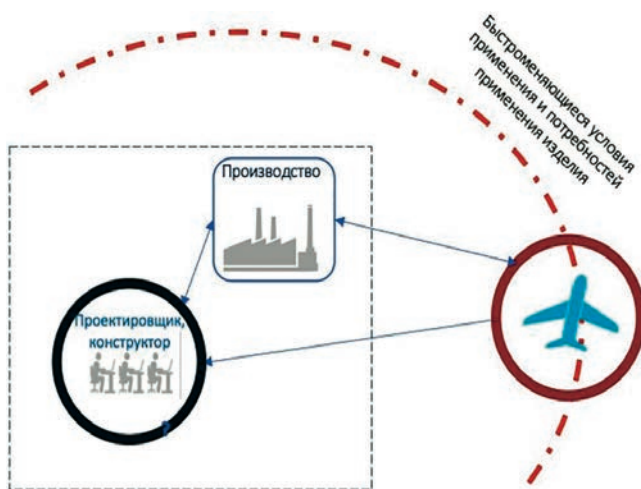 Быстроменяющиеся условия
применения и потребностей
применения изделия
Производство
Проектировщик,
конструктор